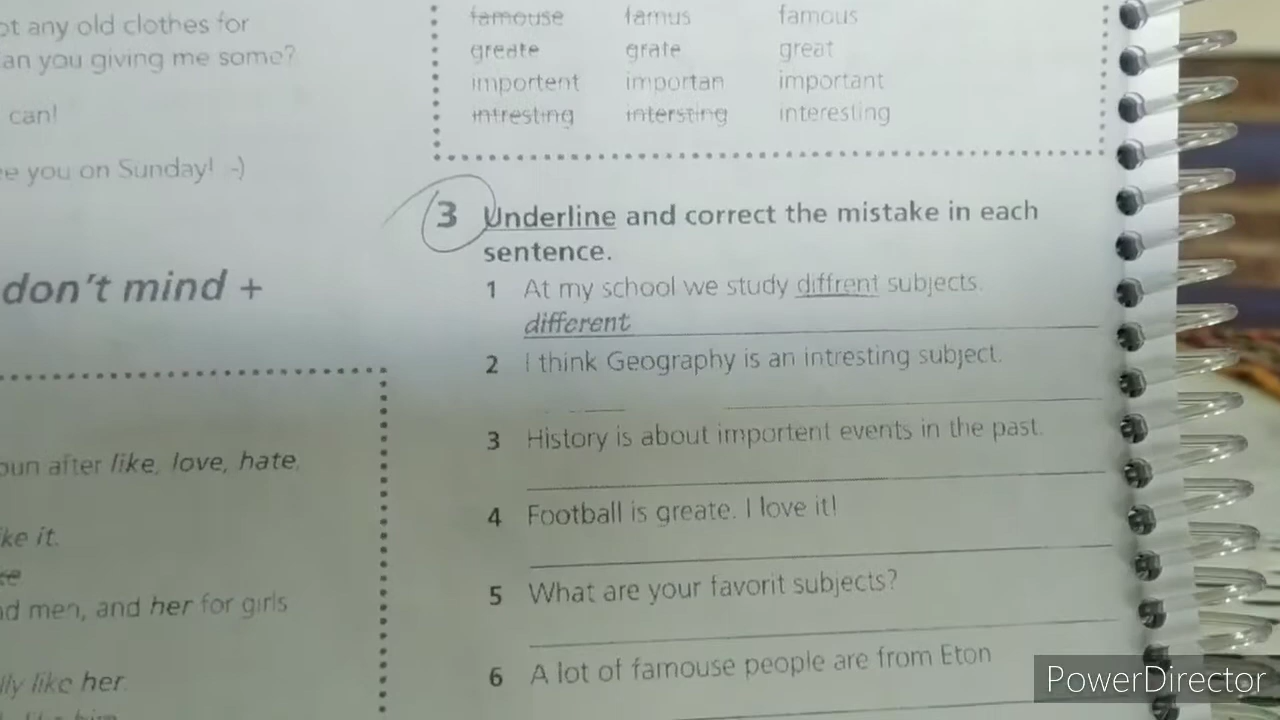 ot any old clothes for
an you giving me some?
can!
e you on Sunday! :-)
don't mind +
oun after like, love, hate,
ke it.
nd men, and her for girls
lly like her.
famouse famus famous
greate grate great
importent importan important
intresting intersting interesting
3 Underline and correct the mistake in each
sentence.
1 At my school we study diffrent subjects.
different
2 I think Geography is an intresting subject.
3 History is about importent events in the past.
4 Football is greate. I love it!
5 What are your favorit subjects?
6 A lot of famouse people are from Eton
PowerDirector